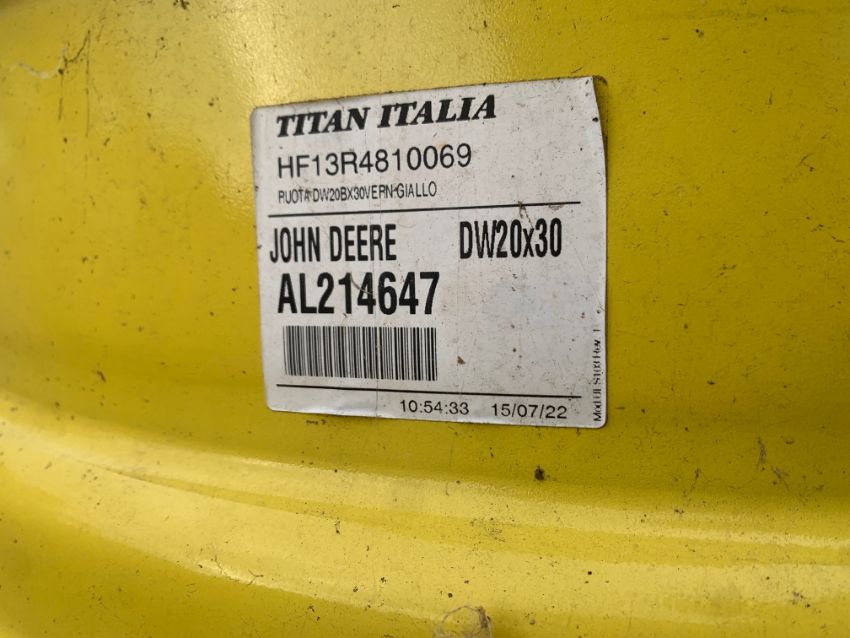 TITAN ITALIA
HF13R4810069
RUOTA DW20BX30VERN.GIALLO
JOHN DEERE DW20x30
AL214647
10:54:33 15/07/22